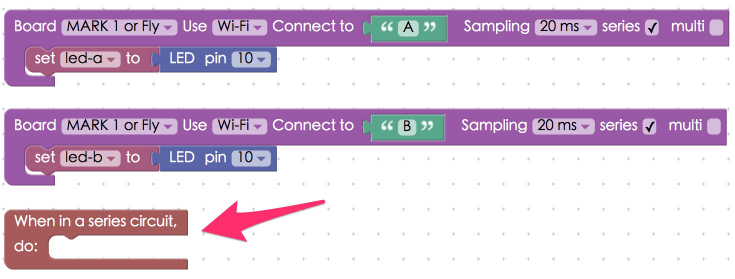 Board MARK 1 or Fly Use Wi-Fi Connect to “ A ” Sampling 20 ms series ✓ multi
set led-a to LED pin 10
Board MARK 1 or Fly Use Wi-Fi Connect to “ B ” Sampling 20 ms series ✓ multi
set led-b to LED pin 10
When in a series circuit,
do: